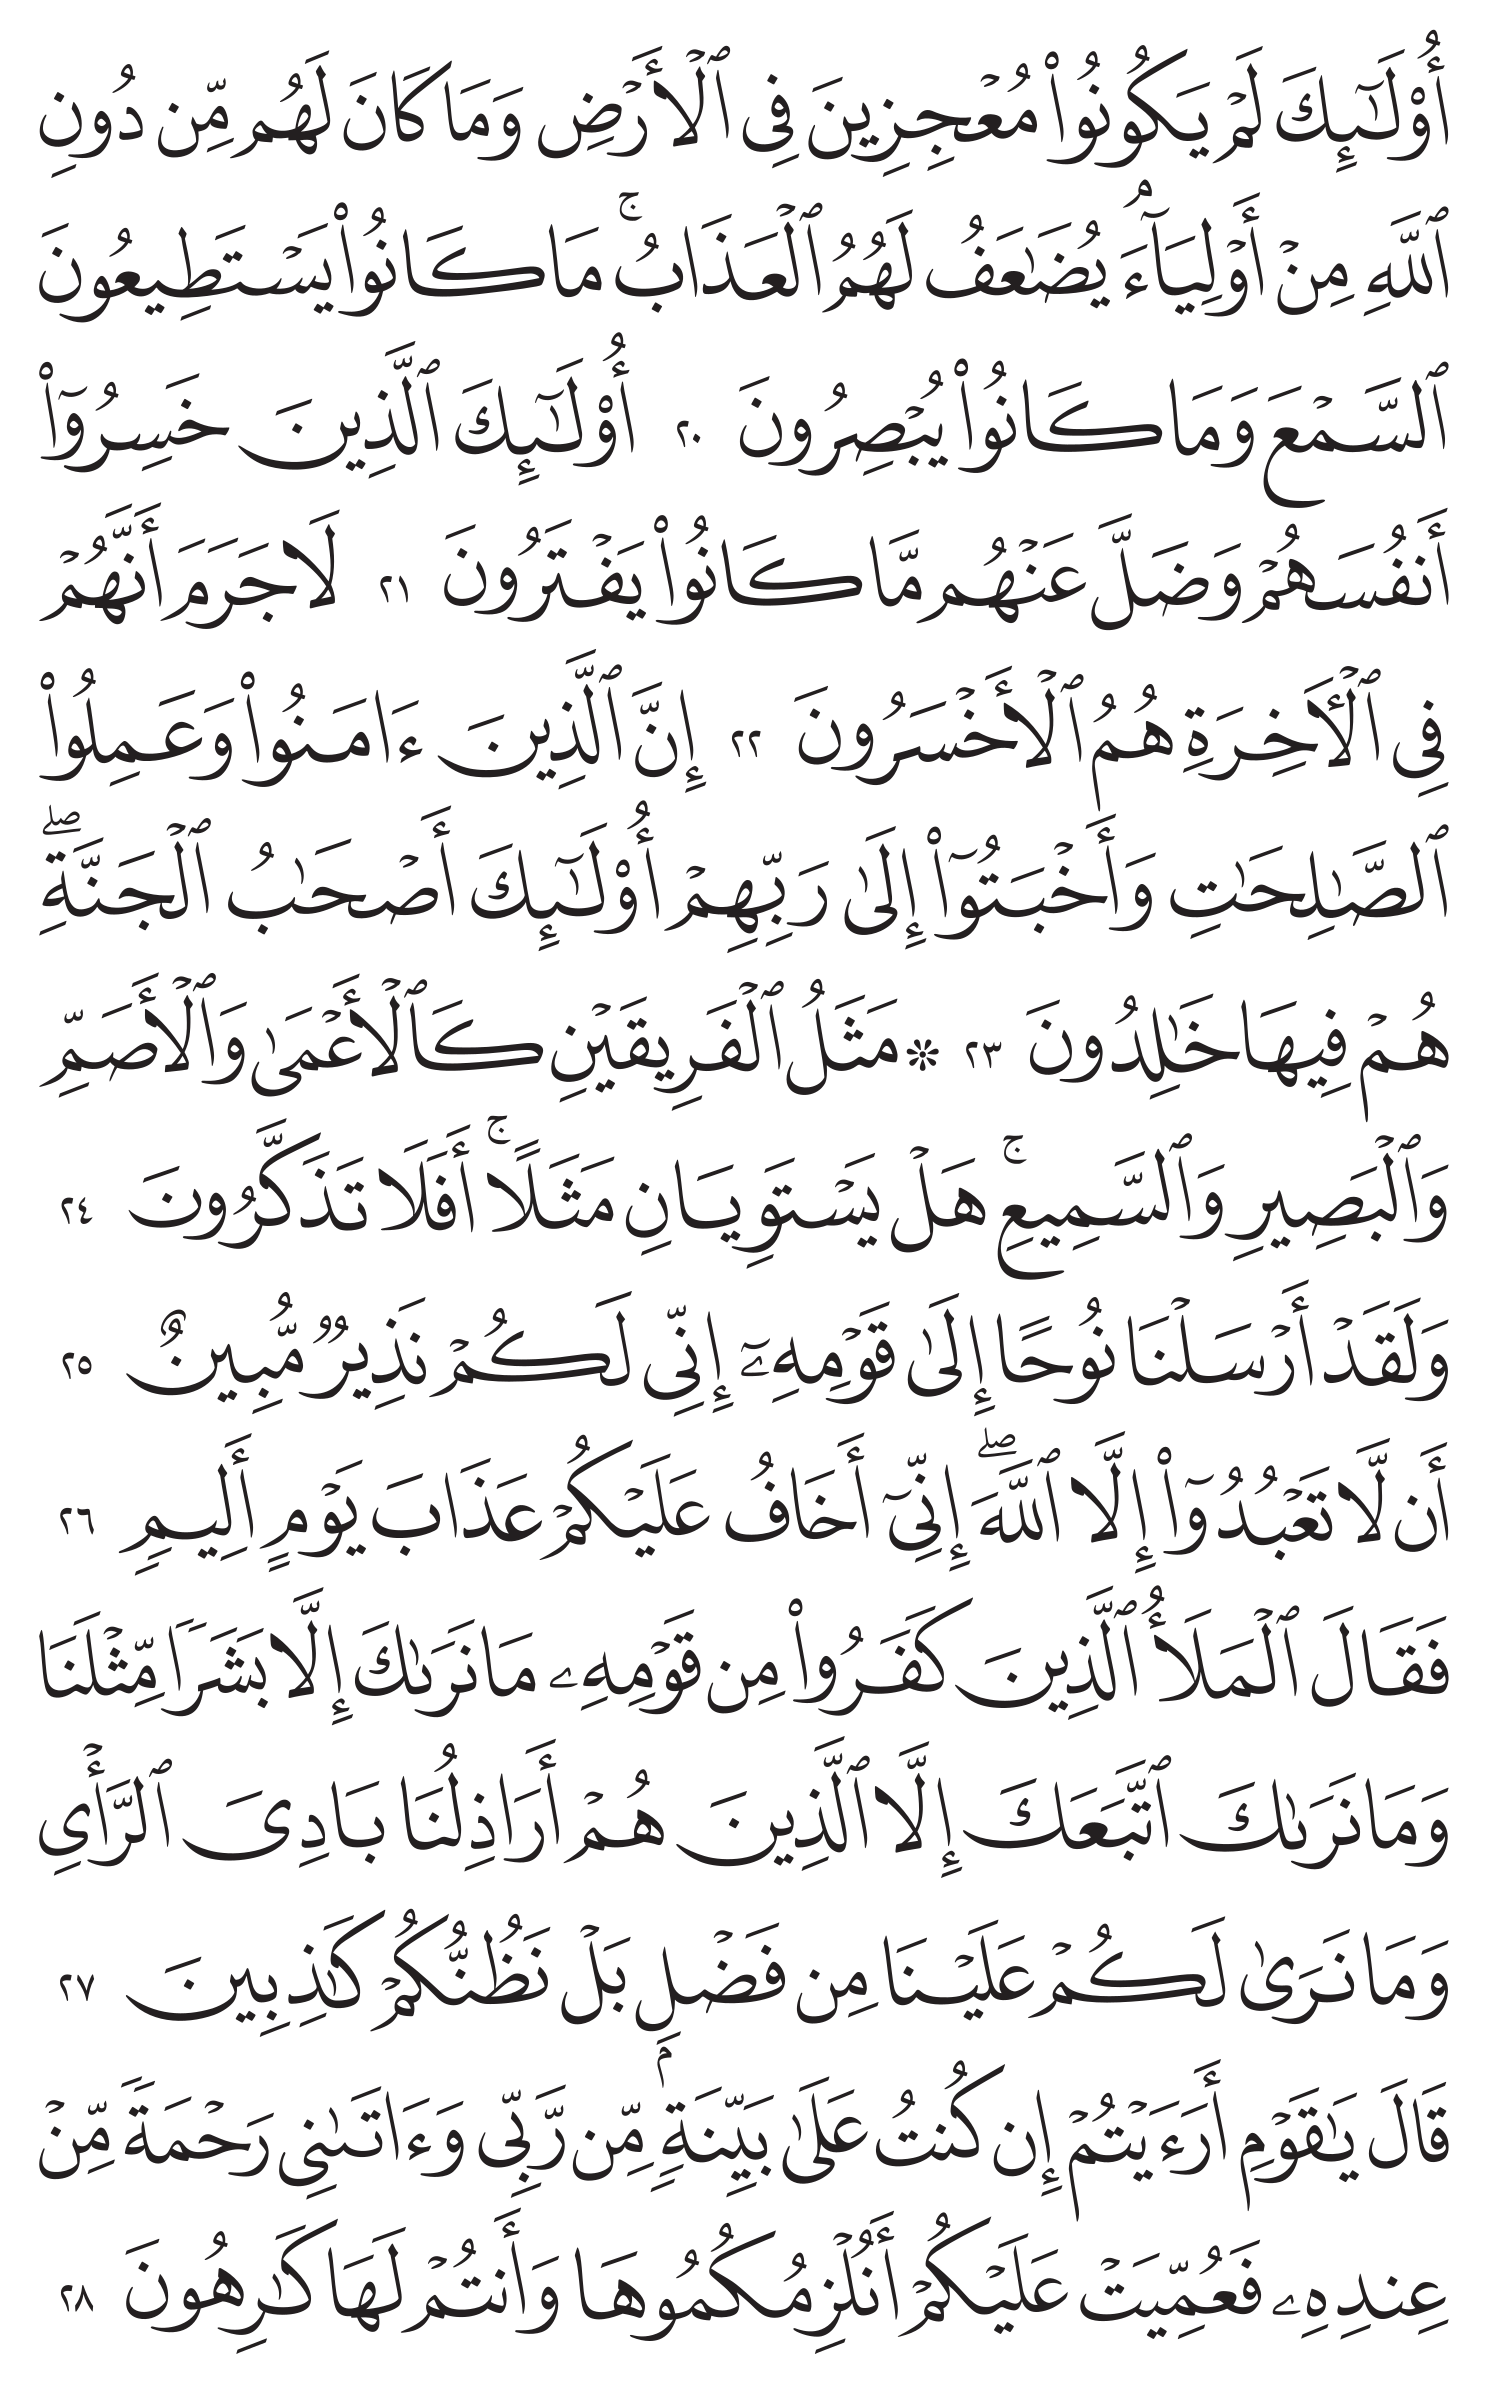 أُوْلَٰٓئِكَ لَمۡ يَكُونُواْ مُعۡجِزِينَ فِي ٱلۡأَرۡضِ وَمَا كَانَ لَهُم مِّن دُونِ
ٱللَّهِ مِنۡ أَوۡلِيَآءَۘ يُضَٰعَفُ لَهُمُ ٱلۡعَذَابُۚ مَا كَانُواْ يَسۡتَطِيعُونَ
ٱلسَّمۡعَ وَمَا كَانُواْ يُبۡصِرُونَ ٢٠ أُوْلَٰٓئِكَ ٱلَّذِينَ خَسِرُوٓاْ
أَنفُسَهُمۡ وَضَلَّ عَنۡهُم مَّا كَانُواْ يَفۡتَرُونَ ٢١ لَا جَرَمَ أَنَّهُمۡ
فِي ٱلۡأٓخِرَةِ هُمُ ٱلۡأَخۡسَرُونَ ٢٢ إِنَّ ٱلَّذِينَ ءَامَنُواْ وَعَمِلُواْ
ٱلصَّٰلِحَٰتِ وَأَخۡبَتُوٓاْ إِلَىٰ رَبِّهِمۡ أُوْلَٰٓئِكَ أَصۡحَٰبُ ٱلۡجَنَّةِۖ
هُمۡ فِيهَا خَٰلِدُونَ ٢٣ ۞مَثَلُ ٱلۡفَرِيقَيۡنِ كَٱلۡأَعۡمَىٰ وَٱلۡأَصَمِّ
وَٱلۡبَصِيرِ وَٱلسَّمِيعِۚ هَلۡ يَسۡتَوِيَانِ مَثَلًاۚ أَفَلَا تَذَكَّرُونَ ٢٤
وَلَقَدۡ أَرۡسَلۡنَا نُوحًا إِلَىٰ قَوۡمِهِۦٓ إِنِّي لَكُمۡ نَذِيرٞ مُّبِينٌ ٢٥
أَن لَّا تَعۡبُدُوٓاْ إِلَّا ٱللَّهَۖ إِنِّيٓ أَخَافُ عَلَيۡكُمۡ عَذَابَ يَوۡمٍ أَلِيمٖ ٢٦
فَقَالَ ٱلۡمَلَأُ ٱلَّذِينَ كَفَرُواْ مِن قَوۡمِهِۦ مَا نَرَىٰكَ إِلَّا بَشَرٗا مِّثۡلَنَا
وَمَا نَرَىٰكَ ٱتَّبَعَكَ إِلَّا ٱلَّذِينَ هُمۡ أَرَاذِلُنَا بَادِيَ ٱلرَّأۡيِ
وَمَا نَرَىٰ لَكُمۡ عَلَيۡنَا مِن فَضۡلِۭ بَلۡ نَظُنُّكُمۡ كَٰذِبِينَ ٢٧
قَالَ يَٰقَوۡمِ أَرَءَيۡتُمۡ إِن كُنتُ عَلَىٰ بَيِّنَةٖ مِّن رَّبِّي وَءَاتَىٰنِي رَحۡمَةٗ مِّنۡ
عِندِهِۦ فَعُمِّيَتۡ عَلَيۡكُمۡ أَنُلۡزِمُكُمُوهَا وَأَنتُمۡ لَهَا كَٰرِهُونَ ٢٨